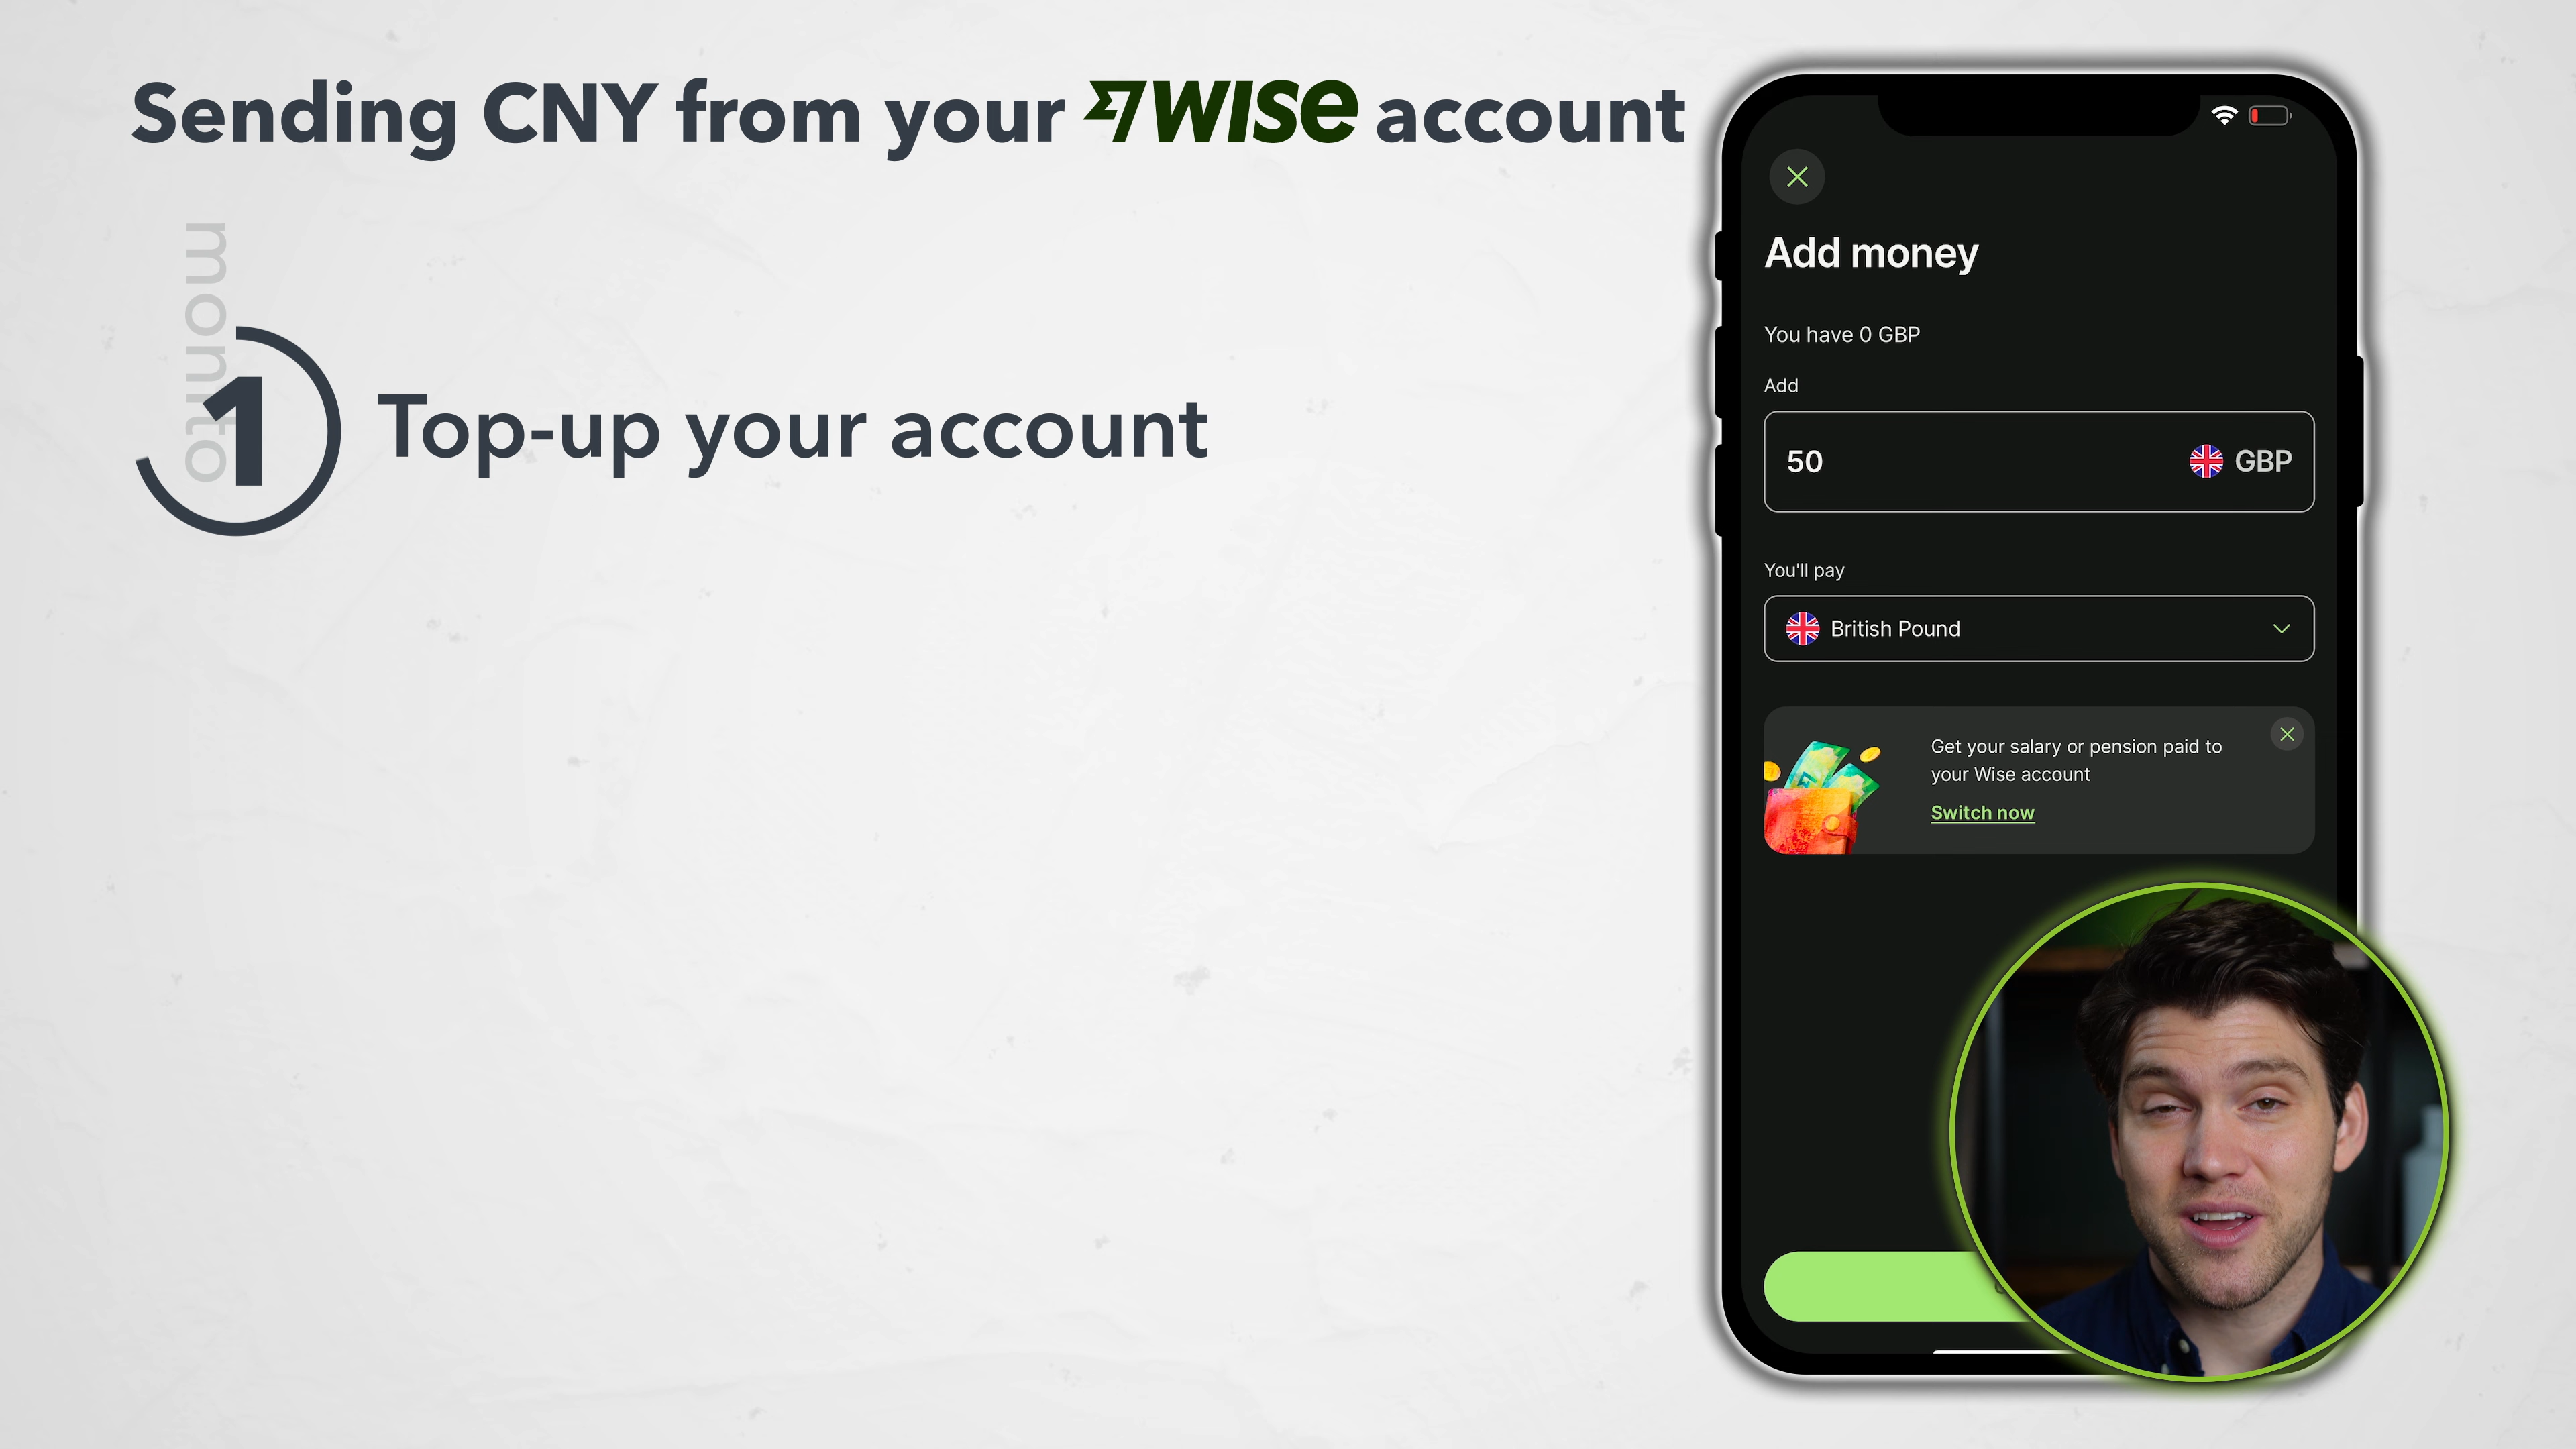 Sending CNY from your WISE account
monito
1
Top-up your account
Add money
You have 0 GBP
Add
50
GBP
You'll pay
British Pound
Get your salary or pension paid to
your Wise account
Switch now